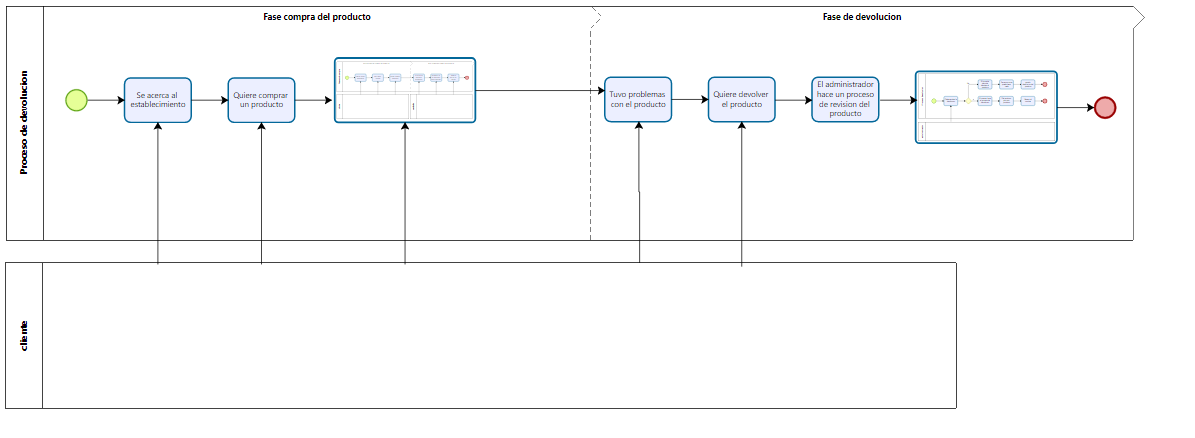 Fase compra del producto
Fase de devolucion
Proceso de devolucion
Se acerca al
establecimiento
Quiere comprar
un producto
Tuvo problemas
con el producto
Quiere devolver
el producto
El administrador
hace un proceso
de revision del
producto
cliente